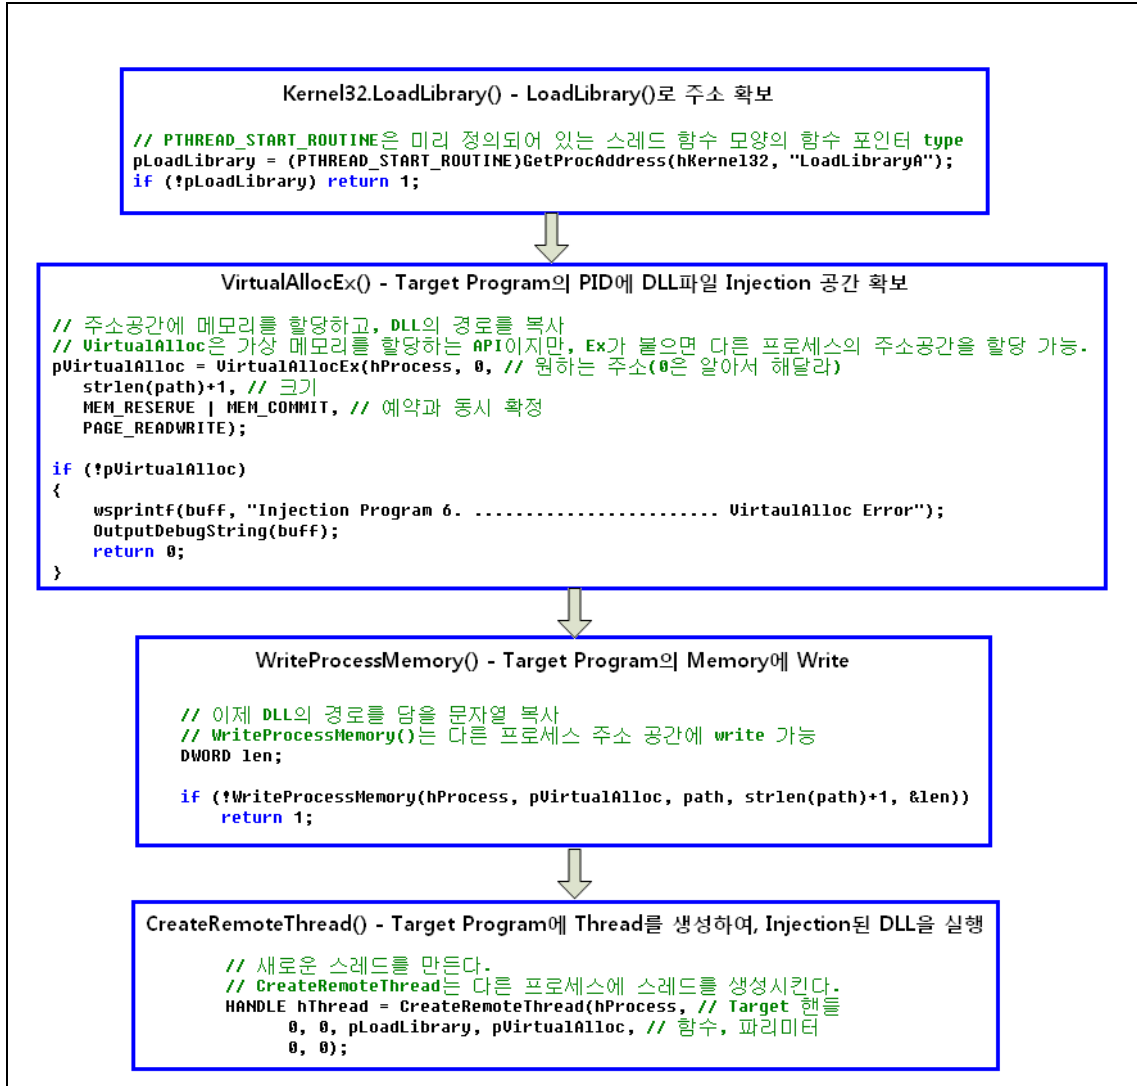 Kernel32.LoadLibrary() - LoadLibrary()로 주소 확보
// PTHREAD_START_ROUTINE은 미리 정의되어 있는 스레드 함수 모양의 함수 포인터 type
pLoadLibrary = (PTHREAD_START_ROUTINE)GetProcAddress(hKernel32, "LoadLibraryA");
if (!pLoadLibrary) return 1;
VirtualAllocEx() - Target Program의 PID에 DLL파일 Injection 공간 확보
// 주소공간에 메모리를 할당하고, DLL의 경로를 복사
// VirtualAlloc은 가상 메모리를 할당하는 API이지만, Ex가 붙으면 다른 프로세스의 주소공간을 할당 가능.
pVirtualAlloc = VirtualAllocEx(hProcess, 0, // 원하는 주소(0은 알아서 해달라)
strlen(path)+1, // 크기
MEM_RESERVE | MEM_COMMIT, // 예약과 동시 확정
PAGE_READWRITE);
if (!pVirtualAlloc)
{
wsprintf(buff, "Injection Program 6. ........................ VirtaulAlloc Error");
OutputDebugString(buff);
return 0;
}
WriteProcessMemory() - Target Program의 Memory에 Write
// 이제 DLL의 경로를 담을 문자열 복사
// WriteProcessMemory()는 다른 프로세스 주소 공간에 write 가능
DWORD len;
if (!WriteProcessMemory(hProcess, pVirtualAlloc, path, strlen(path)+1, &len))
return 1;
CreateRemoteThread() - Target Program에 Thread를 생성하여, Injection된 DLL을 실행
// 새로운 스레드를 만든다.
// CreateRemoteThread는 다른 프로세스에 스레드를 생성시킨다.
HANDLE hThread = CreateRemoteThread(hProcess, // Target 핸들
0, 0, pLoadLibrary, pVirtualAlloc, // 함수, 파리미터
0, 0);